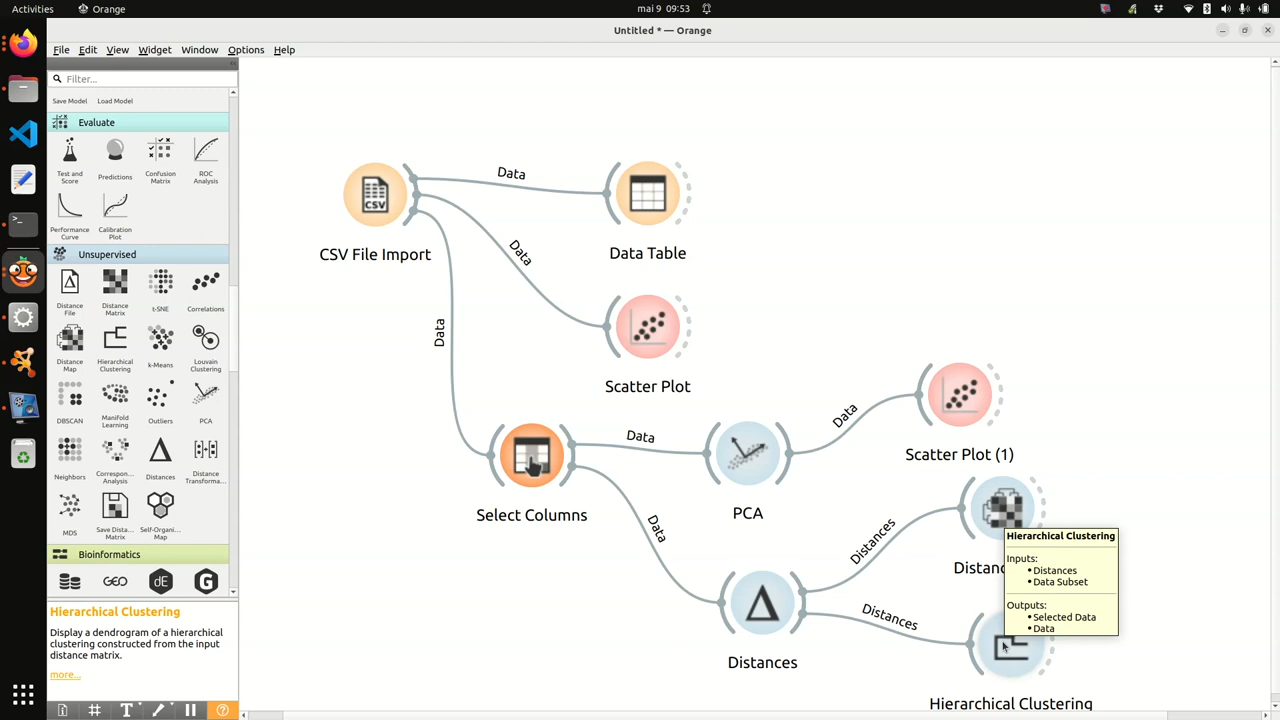 Activities
Orange
mai 9 09:53
Untitled * — Orange
File Edit View Widget Window Options Help
Filter...
Save Model Load Model
Evaluate
Test and Score
Predictions
Confusion Matrix
ROC Analysis
Performance Curve
Calibration Plot
Unsupervised
Distance File
Distance Matrix
t-SNE
Correlations
Distance Map
Hierarchical Clustering
k-Means
Louvain Clustering
DBSCAN
Manifold Learning
Outliers
PCA
Neighbors
Correspon... Analysis
Distances
Distance Transforma...
MDS
Save Dista... Matrix
Self-Organi... Map
Bioinformatics
GEO
dE
G
Hierarchical Clustering
Display a dendrogram of a hierarchical
clustering constructed from the input
distance matrix.
more...
CSV
CSV File Import
Data
Data Table
Data
Scatter Plot
Data
Select Columns
Data
PCA
Data
Scatter Plot (1)
Data
Distances
Distances
Distanc
Distances
Hierarchical Clustering
Hierarchical Clustering
Inputs:
• Distances
• Data Subset
Outputs:
• Selected Data
• Data